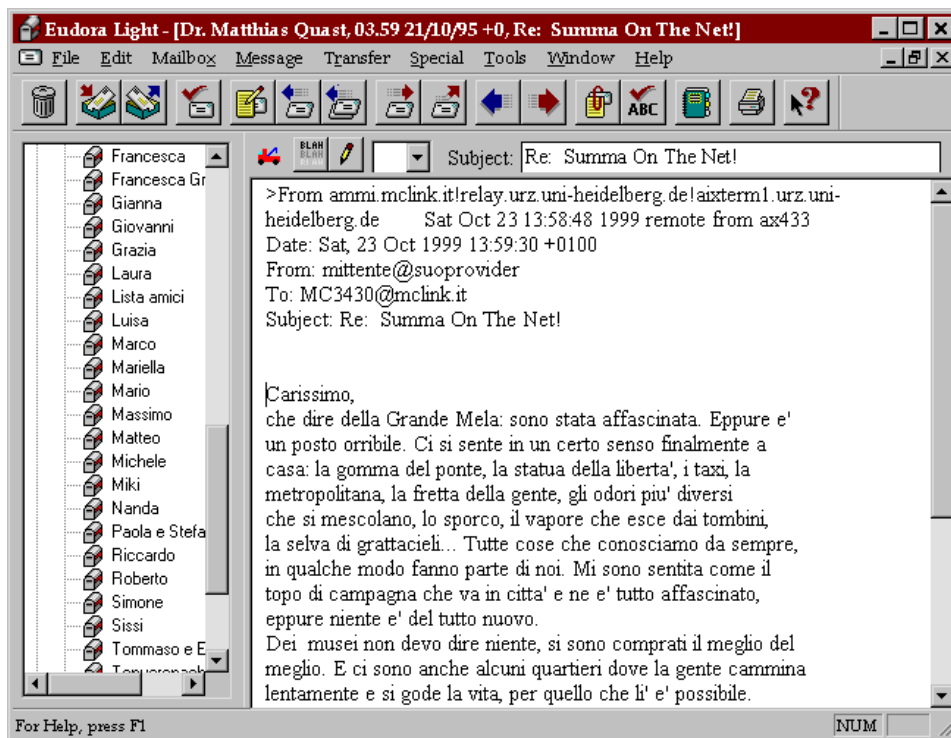 Eudora Light - [Dr. Matthias Quast, 03.59 21/10/95 +0, Re:  Summa On The Net!]
File Edit Mailbox Message Transfer Special Tools Window Help
ABC
BLAH
BLAH
Subject: Re:  Summa On The Net!
Francesca
Francesca Gr
Gianna
Giovanni
Grazia
Laura
Lista amici
Luisa
Marco
Mariella
Mario
Massimo
Matteo
Michele
Miki
Nanda
Paola e Stefa
Riccardo
Roberto
Simone
Sissi
Tommaso e E
>From ammi.mclink.it!relay.urz.uni-heidelberg.de!aixterm1.urz.uni-
heidelberg.de Sat Oct 23 13:58:48 1999 remote from ax433
Date: Sat, 23 Oct 1999 13:59:30 +0100
From: mittente@suoprovider
To: MC3430@mclink.it
Subject: Re:  Summa On The Net!
Carissimo,
che dire della Grande Mela: sono stata affascinata. Eppure e'
un posto orribile. Ci si sente in un certo senso finalmente a
casa: la gomma del ponte, la statua della liberta', i taxi, la
metropolitana, la fretta della gente, gli odori piu' diversi
che si mescolano, lo sporco, il vapore che esce dai tombini,
la selva di grattacieli... Tutte cose che conosciamo da sempre,
in qualche modo fanno parte di noi. Mi sono sentita come il
topo di campagna che va in citta' e ne e' tutto affascinato,
eppure niente e' del tutto nuovo.
Dei  musei non devo dire niente, si sono comprati il meglio del
meglio. E ci sono anche alcuni quartieri dove la gente cammina
lentamente e si gode la vita, per quello che li' e' possibile.
For Help, press F1
NUM